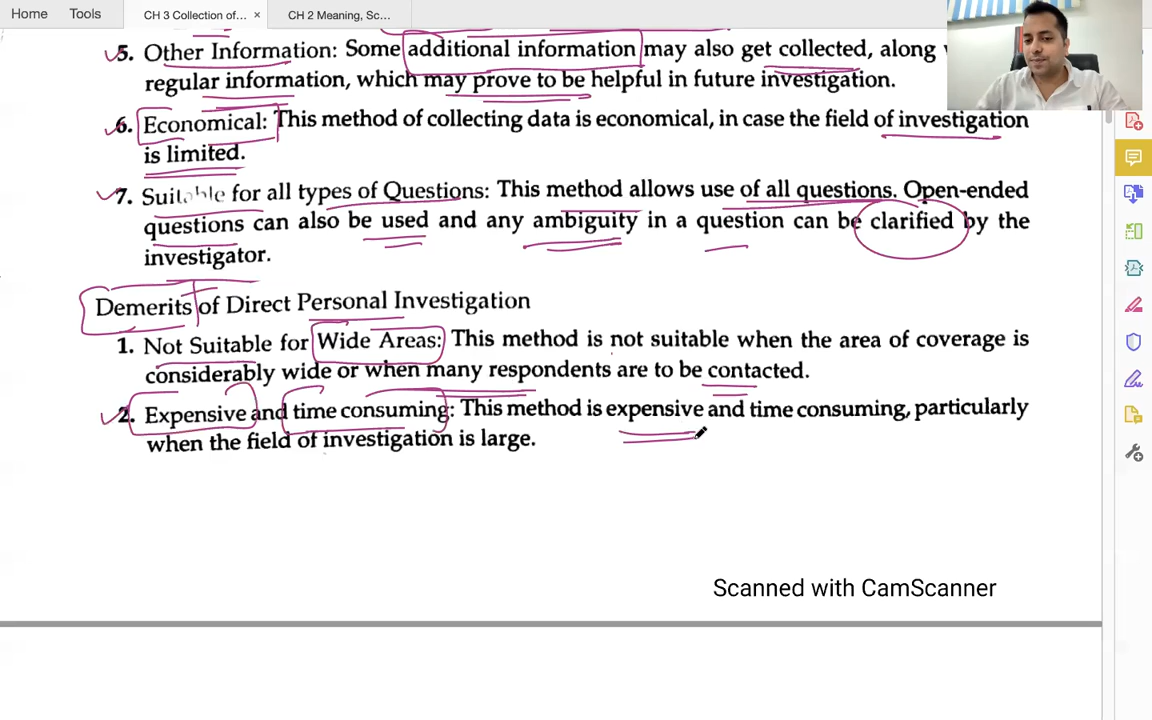 Home Tools CH 3 Collection of... × CH 2 Meaning, Sc...
5. Other Information: Some additional information may also get collected, along
regular information, which may prove to be helpful in future investigation.
6. Economical: This method of collecting data is economical, in case the field of investigation
is limited.
7. Suitable for all types of Questions: This method allows use of all questions. Open-ended
questions can also be used and any ambiguity in a question can be clarified by the
investigator.
Demerits of Direct Personal Investigation
1. Not Suitable for Wide Areas: This method is not suitable when the area of coverage is
considerably wide or when many respondents are to be contacted.
2. Expensive and time consuming: This method is expensive and time consuming, particularly
when the field of investigation is large.
Scanned with CamScanner